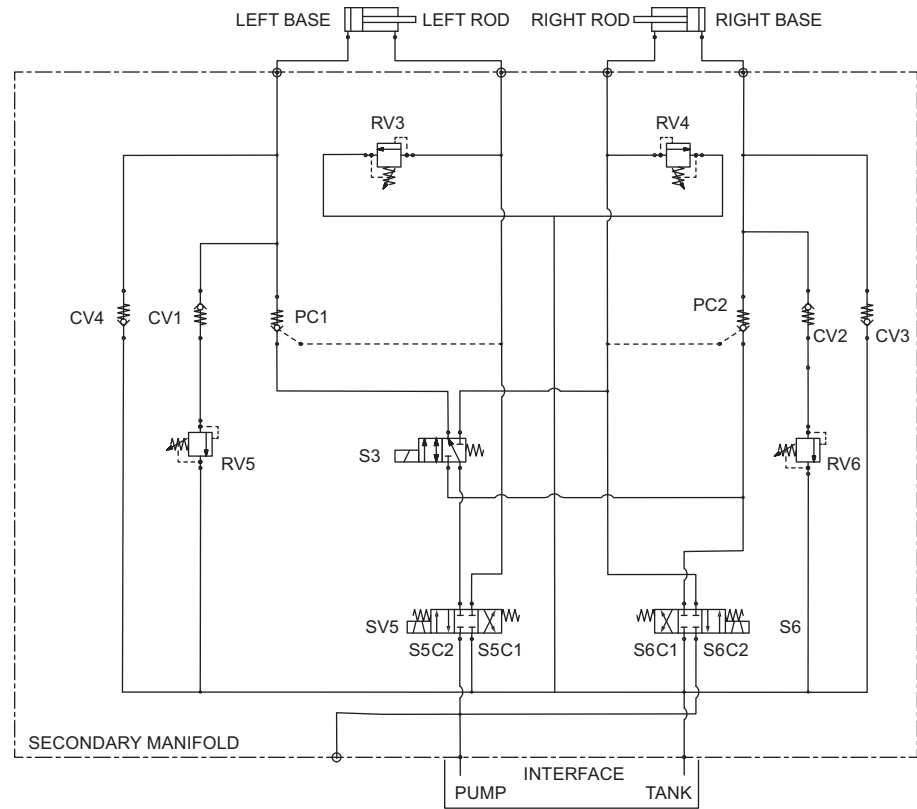 LEFT BASE LEFT ROD RIGHT ROD RIGHT BASE
RV3 RV4
CV4 CV1 PC1 PC2 CV2 CV3
S3 RV5 RV6
SV5 S6
S5C2 S5C1 S6C1 S6C2
SECONDARY MANIFOLD
INTERFACE
PUMP TANK